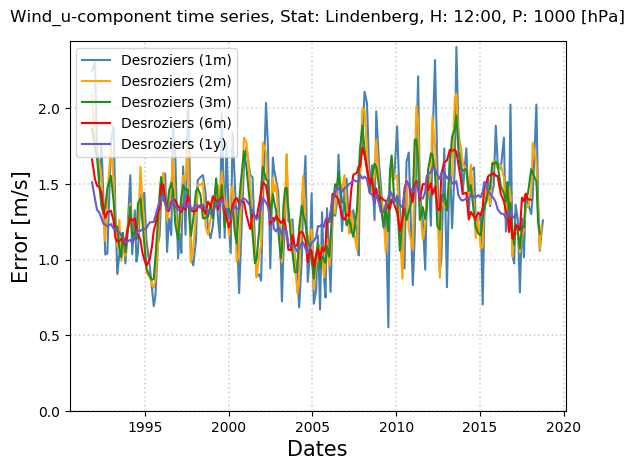 Wind_u-component time series, Stat: Lindenberg, H: 12:00, P: 1000 [hPa]
Desroziers (1m)
Desroziers (2m)
Desroziers (3m)
Desroziers (6m)
Desroziers (1y)
Error [m/s]
2.0
1.5
1.0
0.5
0.0
1995 2000 2005 2010 2015 2020
Dates